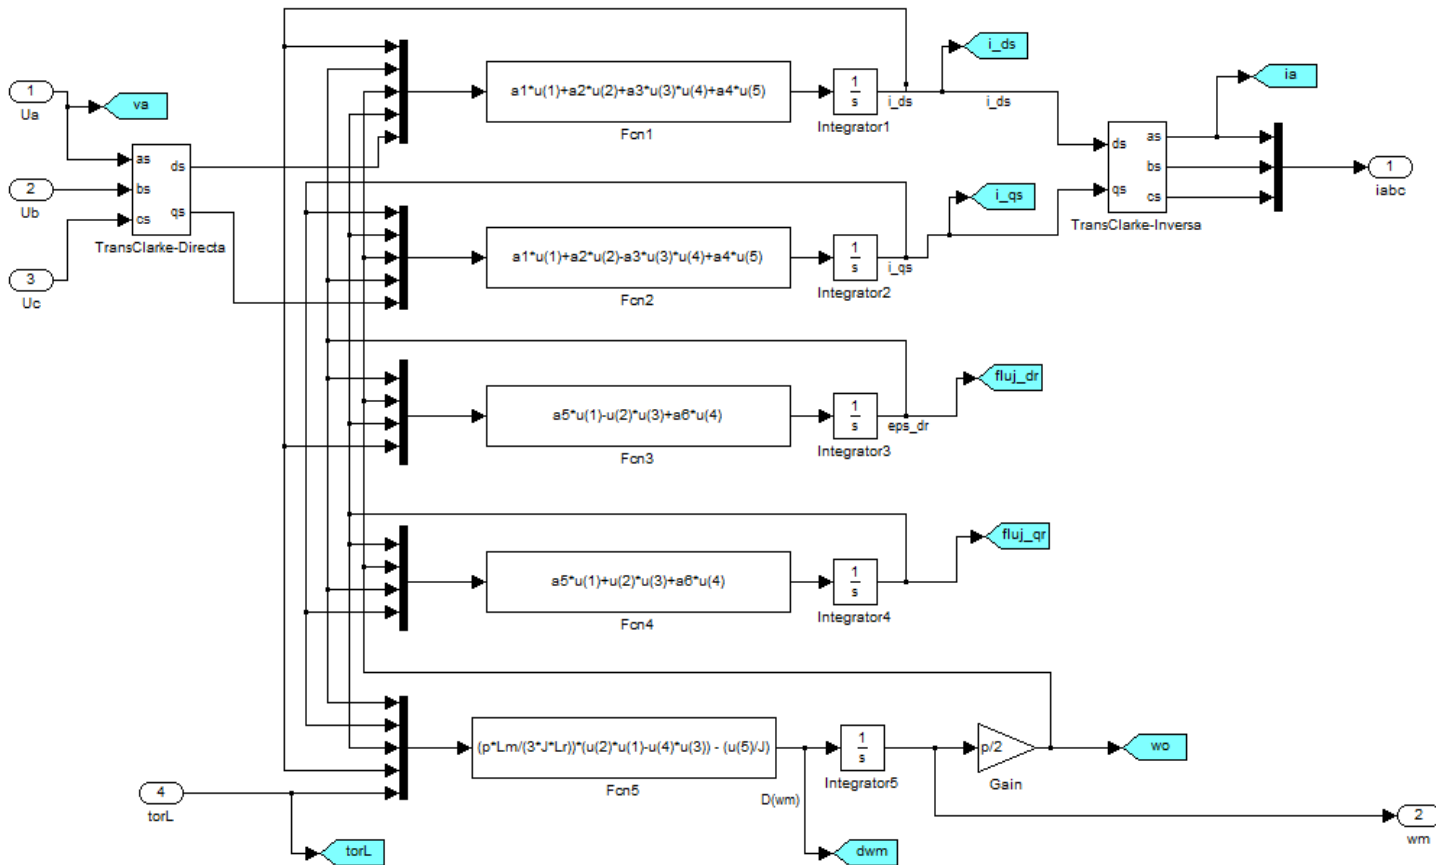 1
Ua
va
2
Ub
3
Uc
as
bs
cs
ds
qs
TransClarke-Directa
a1*u(1)+a2*u(2)+a3*u(3)*u(4)+a4*u(5)
Fcn1
1
s
Integrator1
i_ds
i_ds
i_ds
a1*u(1)+a2*u(2)-a3*u(3)*u(4)+a4*u(5)
Fcn2
1
s
Integrator2
i_qs
i_qs
ds
qs
as
bs
cs
TransClarke-Inversa
ia
1
iabc
a5*u(1)-u(2)*u(3)+a6*u(4)
Fcn3
1
s
Integrator3
eps_dr
fluj_dr
a5*u(1)+u(2)*u(3)+a6*u(4)
Fcn4
1
s
Integrator4
fluj_qr
4
torL
torL
(p*Lm/(3*J*Lr))*(u(2)*u(1)-u(4)*u(3)) - (u(5)/J)
Fcn5
D(wm)
dwm
1
s
Integrator5
p/2
Gain
wo
2
wm